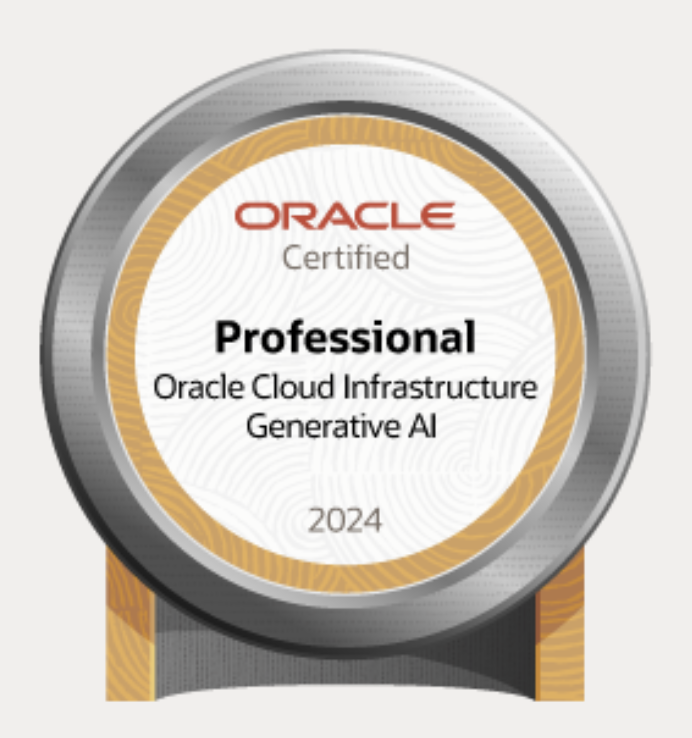 ORACLE
Certified
Professional
Oracle Cloud Infrastructure
Generative AI
2024